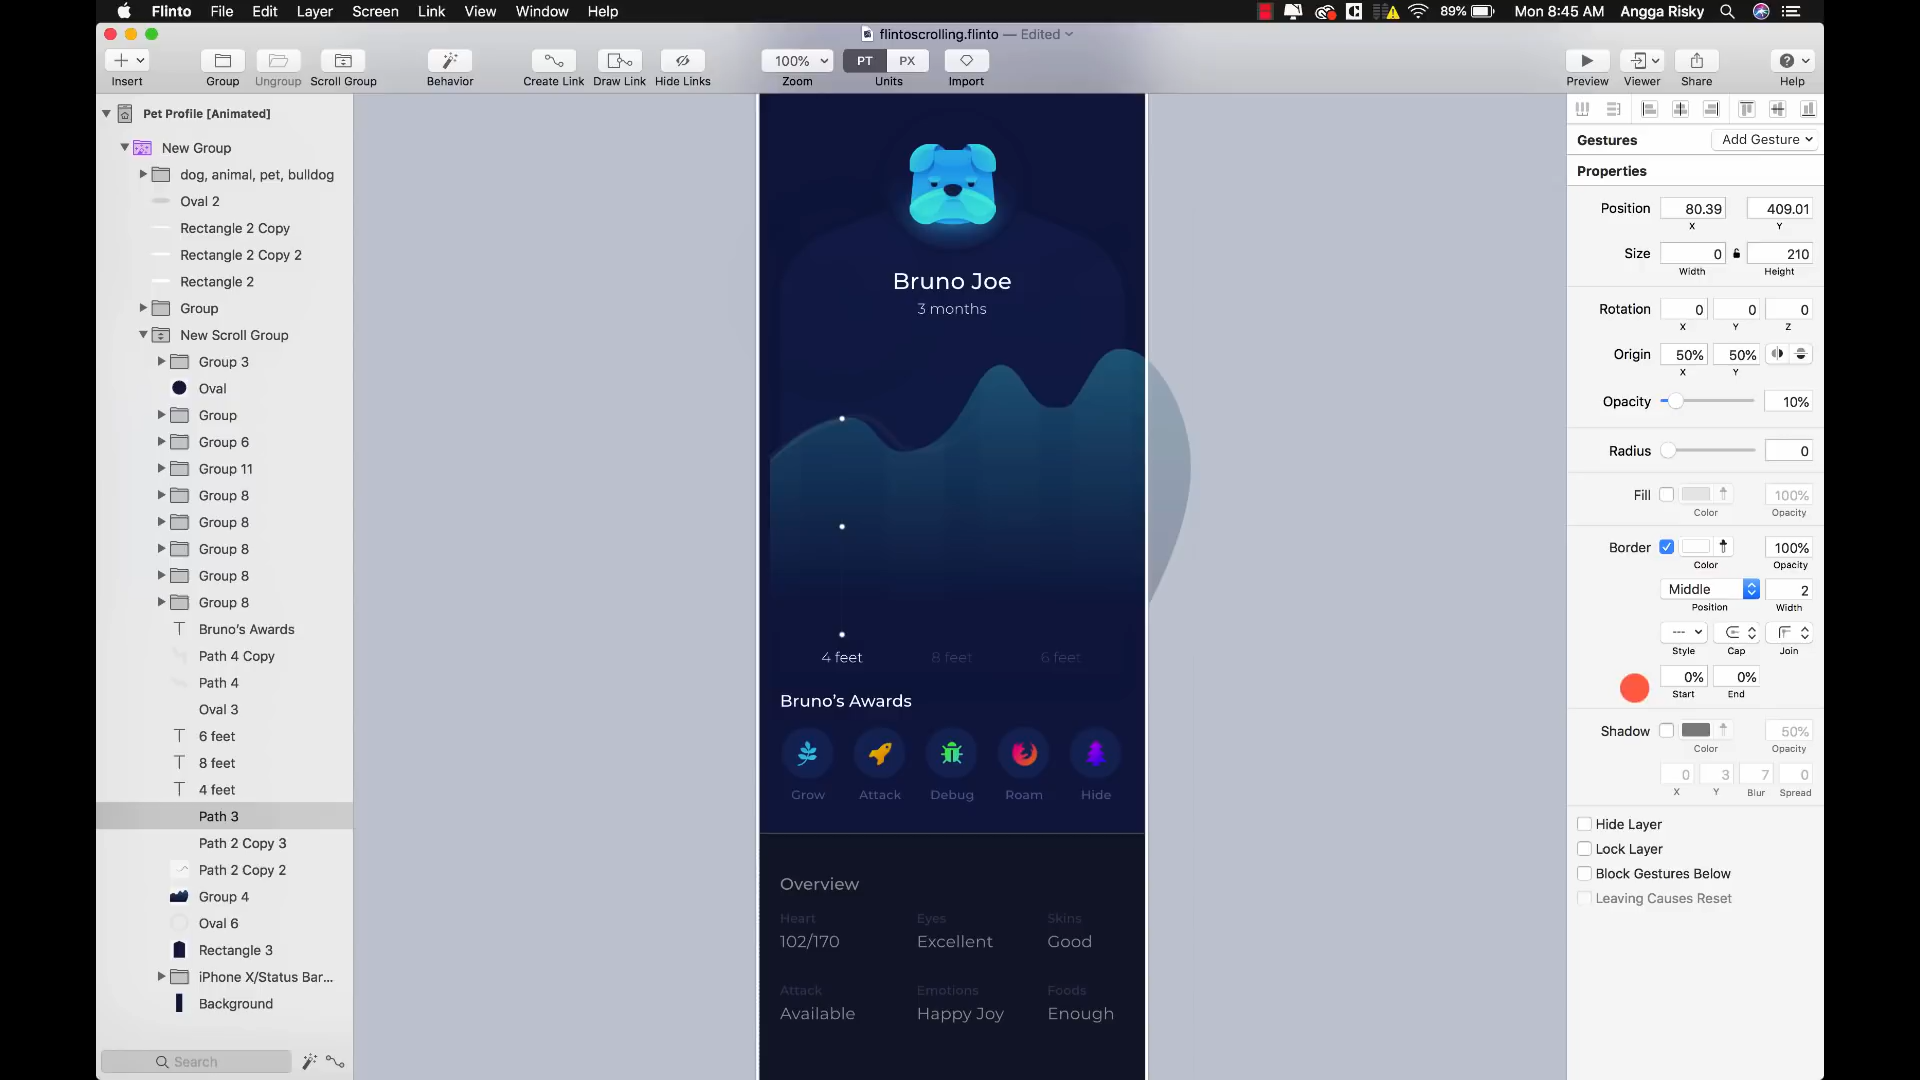 Flinto File Edit Layer Screen Link View Window Help
89% Mon 8:45 AM Angga Risky
flintoscrolling.flinto — Edited
100% PT PX
Insert Group Ungroup Scroll Group Behavior Create Link Draw Link Hide Links Zoom Units Import Preview Viewer Share Help
Pet Profile [Animated]
New Group
dog, animal, pet, bulldog
Oval 2
Rectangle 2 Copy
Rectangle 2 Copy 2
Rectangle 2
Group
New Scroll Group
Group 3
Oval
Group
Group 6
Group 11
Group 8
Group 8
Group 8
Group 8
Group 8
Bruno's Awards
Path 4 Copy
Path 4
Oval 3
6 feet
8 feet
4 feet
Path 3
Path 2 Copy 3
Path 2 Copy 2
Group 4
Oval 6
Rectangle 3
iPhone X/Status Bar...
Background
Search
Bruno Joe
3 months
4 feet 8 feet 6 feet
Bruno's Awards
Grow Attack Debug Roam Hide
Overview
Heart Eyes Skins
102/170 Excellent Good
Attack Emotions Foods
Available Happy Joy Enough
Gestures Add Gesture
Properties
Position 80.39 409.01
X Y
Size 0 210
Width Height
Rotation 0 0 0
X Y Z
Origin 50% 50%
X Y
Opacity 10%
Radius 0
Fill 100%
Color Opacity
Border 100%
Color Opacity
Middle 2
Position Width
Style Cap Join
0% 0%
Start End
Shadow 50%
Color Opacity
0 3 7 0
X Y Blur Spread
Hide Layer
Lock Layer
Block Gestures Below
Leaving Causes Reset